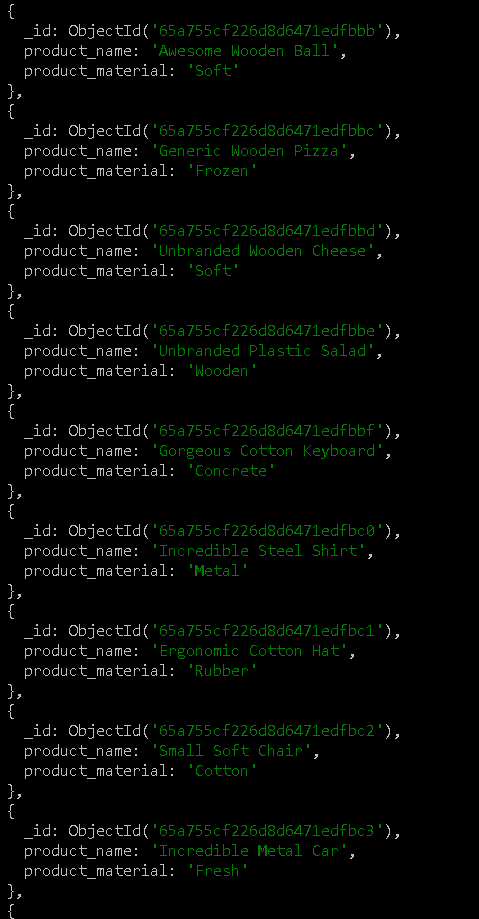 {
  _id: ObjectId('65a755cf226d8d6471edfbbb'),
  product_name: 'Awesome Wooden Ball',
  product_material: 'Soft'
},
{
  _id: ObjectId('65a755cf226d8d6471edfbbc'),
  product_name: 'Generic Wooden Pizza',
  product_material: 'Frozen'
},
{
  _id: ObjectId('65a755cf226d8d6471edfbbd'),
  product_name: 'Unbranded Wooden Cheese',
  product_material: 'Soft'
},
{
  _id: ObjectId('65a755cf226d8d6471edfbbe'),
  product_name: 'Unbranded Plastic Salad',
  product_material: 'Wooden'
},
{
  _id: ObjectId('65a755cf226d8d6471edfbbf'),
  product_name: 'Gorgeous Cotton Keyboard',
  product_material: 'Concrete'
},
{
  _id: ObjectId('65a755cf226d8d6471edfbc0'),
  product_name: 'Incredible Steel Shirt',
  product_material: 'Metal'
},
{
  _id: ObjectId('65a755cf226d8d6471edfbc1'),
  product_name: 'Ergonomic Cotton Hat',
  product_material: 'Rubber'
},
{
  _id: ObjectId('65a755cf226d8d6471edfbc2'),
  product_name: 'Small Soft Chair',
  product_material: 'Cotton'
},
{
  _id: ObjectId('65a755cf226d8d6471edfbc3'),
  product_name: 'Incredible Metal Car',
  product_material: 'Fresh'
},
{